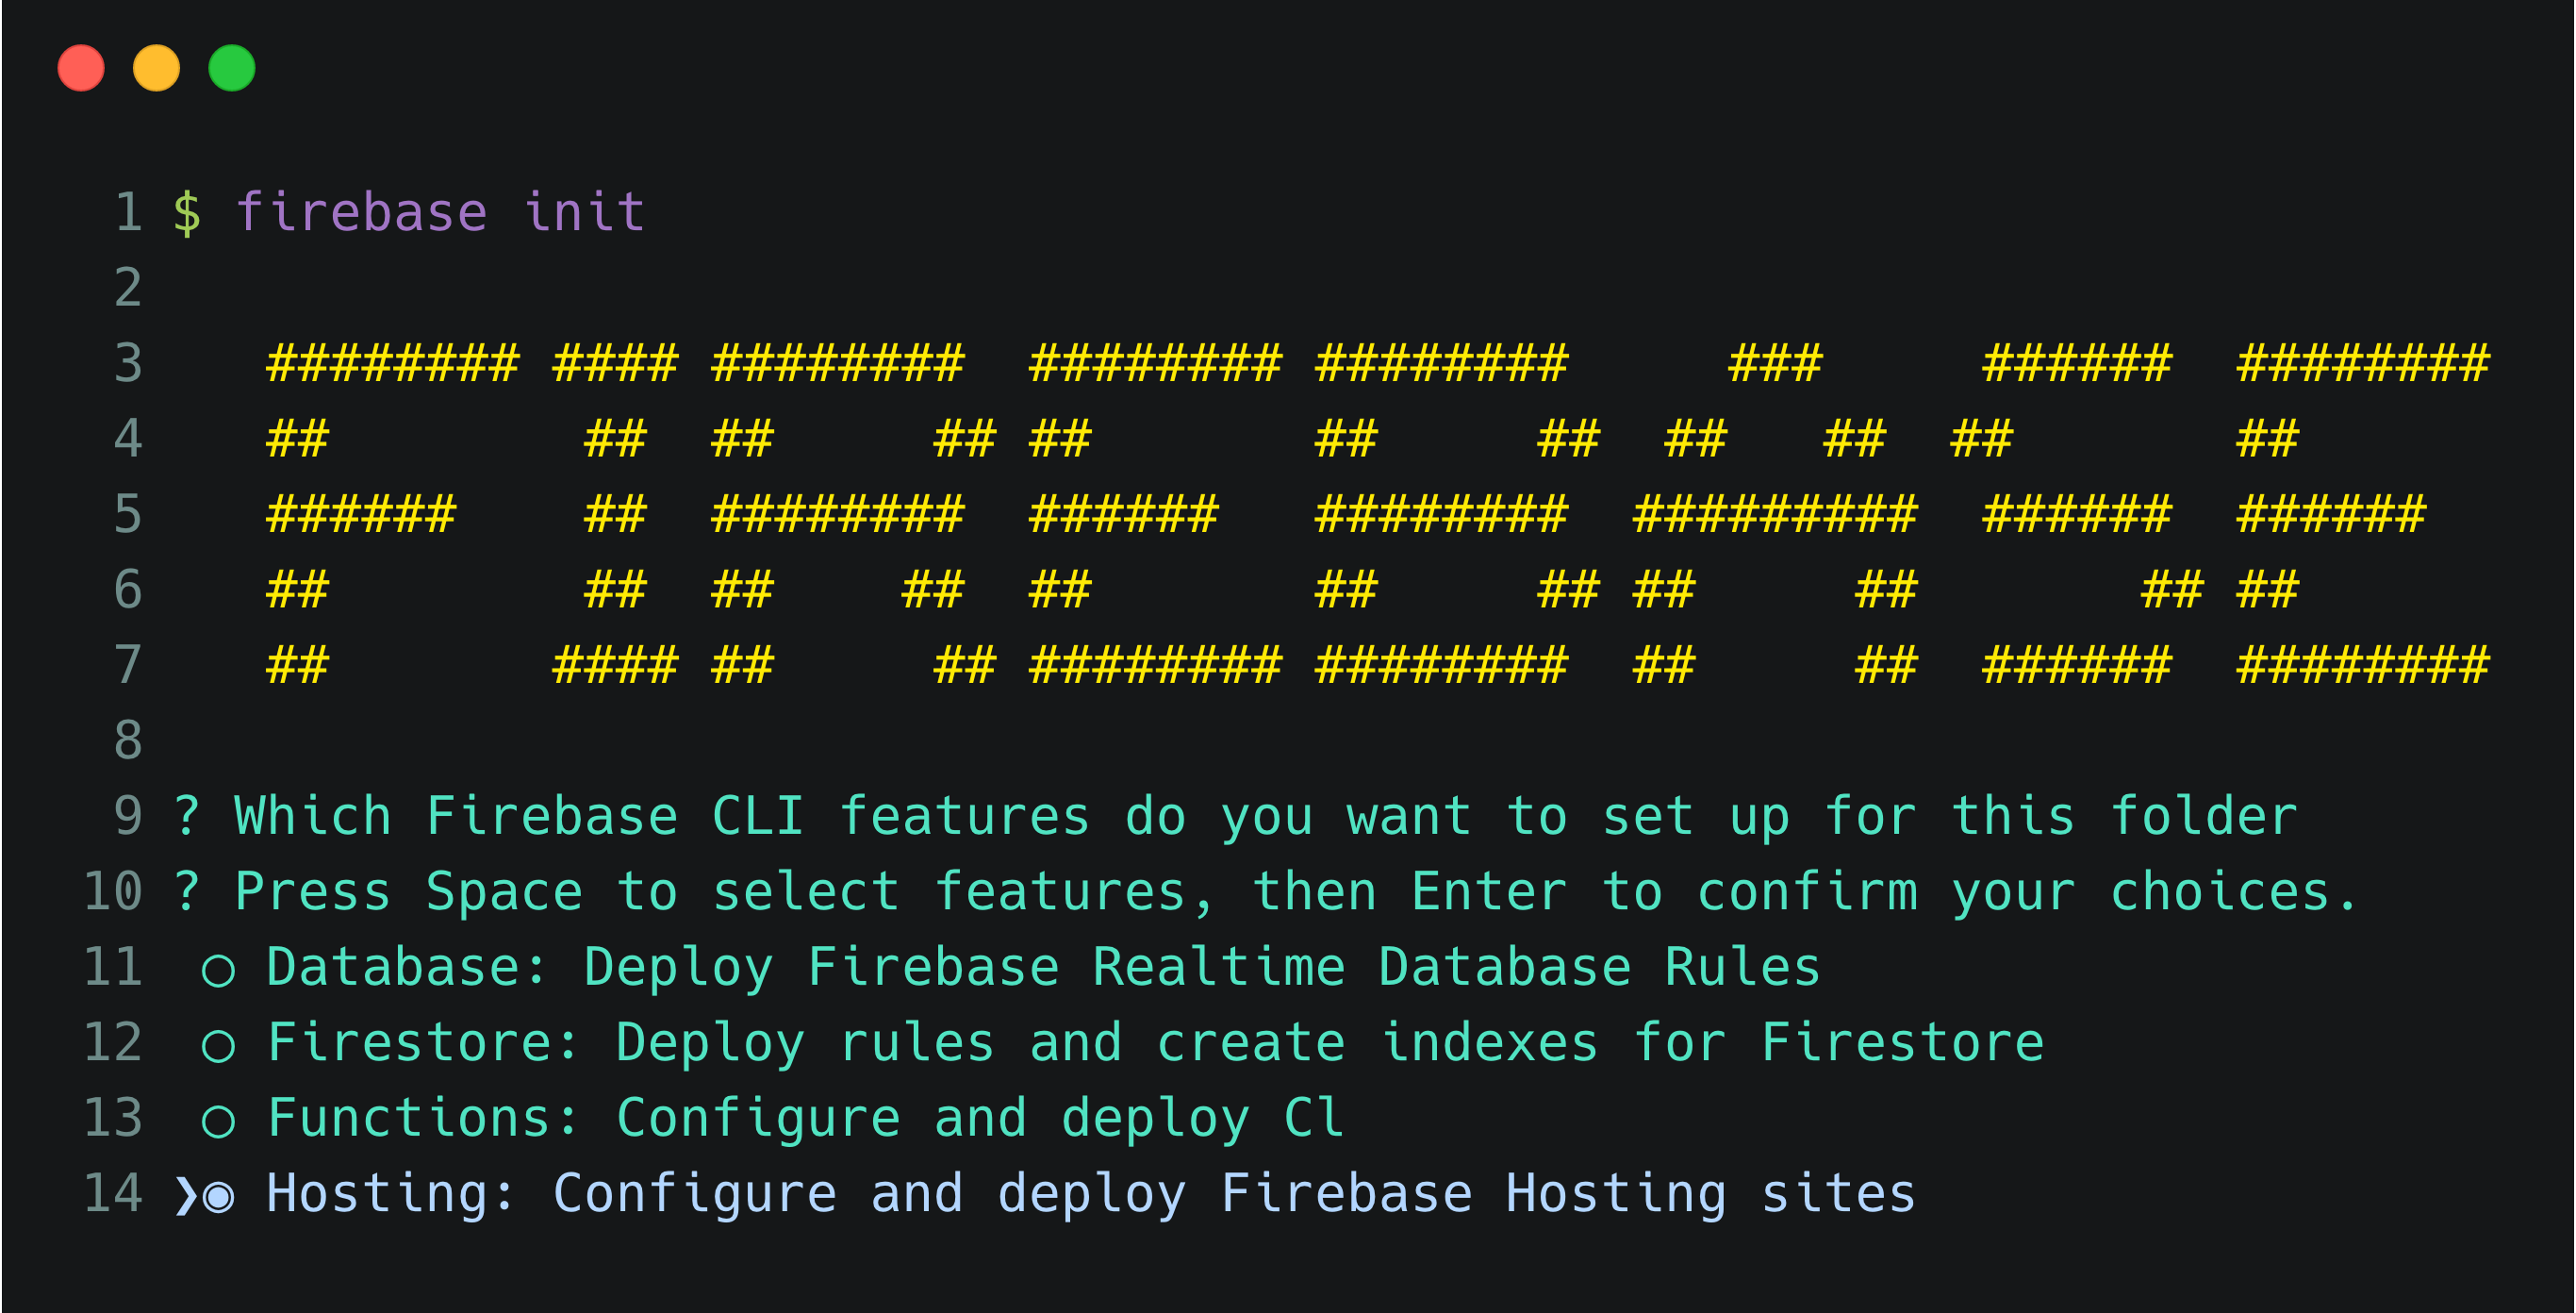 1 $ firebase init
2
3    ######## #### ########  ######## ########     ###     ######  ########
4    ##        ##  ##     ## ##       ##     ##  ##   ##  ##       ##
5    ######    ##  ########  ######   ########  #########  ######  ######
6    ##        ##  ##    ##  ##       ##     ## ##     ##       ## ##
7    ##       #### ##     ## ######## ########  ##     ##  ######  ########
8
9 ? Which Firebase CLI features do you want to set up for this folder
10 ? Press Space to select features, then Enter to confirm your choices.
11  ◯ Database: Deploy Firebase Realtime Database Rules
12  ◯ Firestore: Deploy rules and create indexes for Firestore
13  ◯ Functions: Configure and deploy Cl
14 ❯◉ Hosting: Configure and deploy Firebase Hosting sites